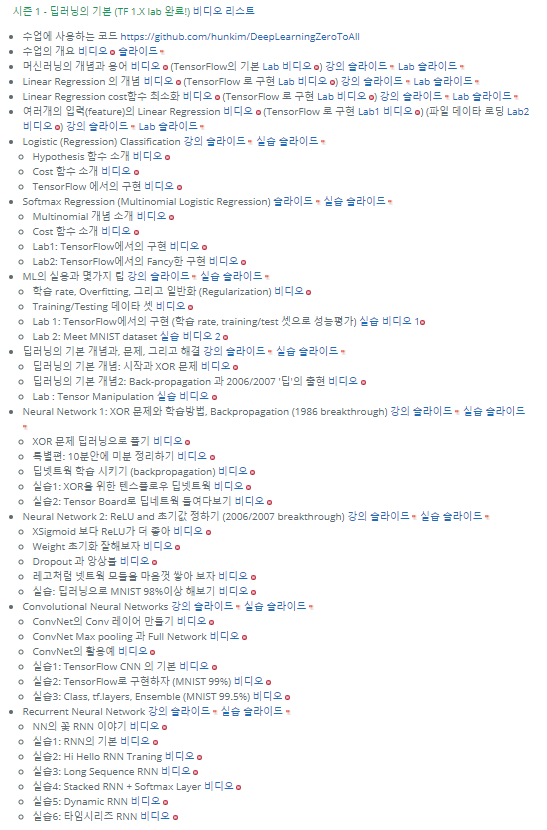 시즌 1 - 딥러닝의 기본 (TF 1.X lab 완료!) 비디오 리스트
수업에 사용하는 코드 https://github.com/hunkim/DeepLearningZeroToAll
수업의 개요 비디오 슬라이드
머신러닝의 개념과 용어 비디오 (TensorFlow의 기본 Lab 비디오) 강의 슬라이드 Lab 슬라이드
Linear Regression 의 개념 비디오 (TensorFlow 로 구현 Lab 비디오) 강의 슬라이드 Lab 슬라이드
Linear Regression cost함수 최소화 비디오 (TensorFlow 로 구현 Lab 비디오) 강의 슬라이드 Lab 슬라이드
여러개의 입력(feature)의 Linear Regression 비디오 (TensorFlow 로 구현 Lab1 비디오) (파일 데이타 로딩 Lab2
비디오) 강의 슬라이드 Lab 슬라이드
Logistic (Regression) Classification 강의 슬라이드 실습 슬라이드
Hypothesis 함수 소개 비디오
Cost 함수 소개 비디오
TensorFlow 에서의 구현 비디오
Softmax Regression (Multinomial Logistic Regression) 슬라이드 실습 슬라이드
Multinomial 개념 소개 비디오
Cost 함수 소개 비디오
Lab1: TensorFlow에서의 구현 비디오
Lab2: TensorFlow에서의 Fancy한 구현 비디오
ML의 실용과 몇가지 팁 강의 슬라이드 실습 슬라이드
학습 rate, Overfitting, 그리고 일반화 (Regularization) 비디오
Training/Testing 데이타 셋 비디오
Lab 1: TensorFlow에서의 구현 (학습 rate, training/test 셋으로 성능평가) 실습 비디오 1
Lab 2: Meet MNIST dataset 실습 비디오 2
딥러닝의 기본 개념과, 문제, 그리고 해결 강의 슬라이드 실습 슬라이드
딥러닝의 기본 개념: 시작과 XOR 문제 비디오
딥러닝의 기본 개념2: Back-propagation 과 2006/2007 '딥'의 출현 비디오
Lab : Tensor Manipulation 실습 비디오
Neural Network 1: XOR 문제와 학습방법, Backpropagation (1986 breakthrough) 강의 슬라이드 실습 슬라이드
XOR 문제 딥러닝으로 풀기 비디오
특별편: 10분안에 미분 정리하기 비디오
딥넷트웍 학습 시키기 (backpropagation) 비디오
실습1: XOR을 위한 텐스플로우 딥넷트웍 비디오
실습2: Tensor Board로 딥네트웍 들여다보기 비디오
Neural Network 2: ReLU and 초기값 정하기 (2006/2007 breakthrough) 강의 슬라이드 실습 슬라이드
XSigmoid 보다 ReLU가 더 좋아 비디오
Weight 초기화 잘해보자 비디오
Dropout 과 앙상블 비디오
레고처럼 넷트웍 모듈을 마음껏 쌓아 보자 비디오
실습: 딥러닝으로 MNIST 98%이상 해보기 비디오
Convolutional Neural Networks 강의 슬라이드 실습 슬라이드
ConvNet의 Conv 레이어 만들기 비디오
ConvNet Max pooling 과 Full Network 비디오
ConvNet의 활용예 비디오
실습1: TensorFlow CNN 의 기본 비디오
실습2: TensorFlow로 구현하자 (MNIST 99%) 비디오
실습3: Class, tf.layers, Ensemble (MNIST 99.5%) 비디오
Recurrent Neural Network 강의 슬라이드 실습 슬라이드
NN의 꽃 RNN 이야기 비디오
실습1: RNN의 기본 비디오
실습2: Hi Hello RNN Traning 비디오
실습3: Long Sequence RNN 비디오
실습4: Stacked RNN + Softmax Layer 비디오
실습5: Dynamic RNN 비디오
실습6: 타임시리즈 RNN 비디오